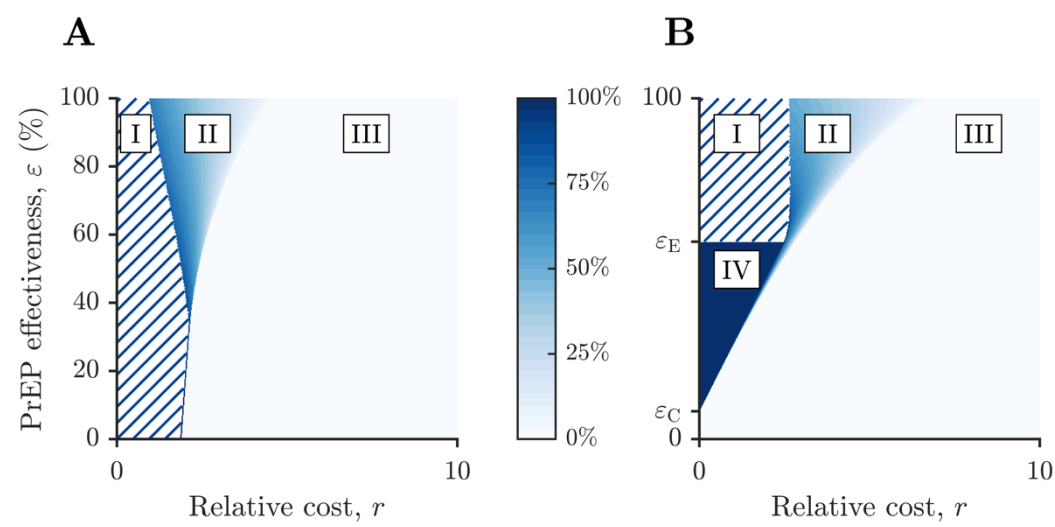 A
B
100
80
60
40
20
0
PrEP effectiveness, ε (%)
I
II
III
0
10
Relative cost, r
100%
75%
50%
25%
0%
100
ε_E
ε_C
0
I
II
III
IV
0
10
Relative cost, r